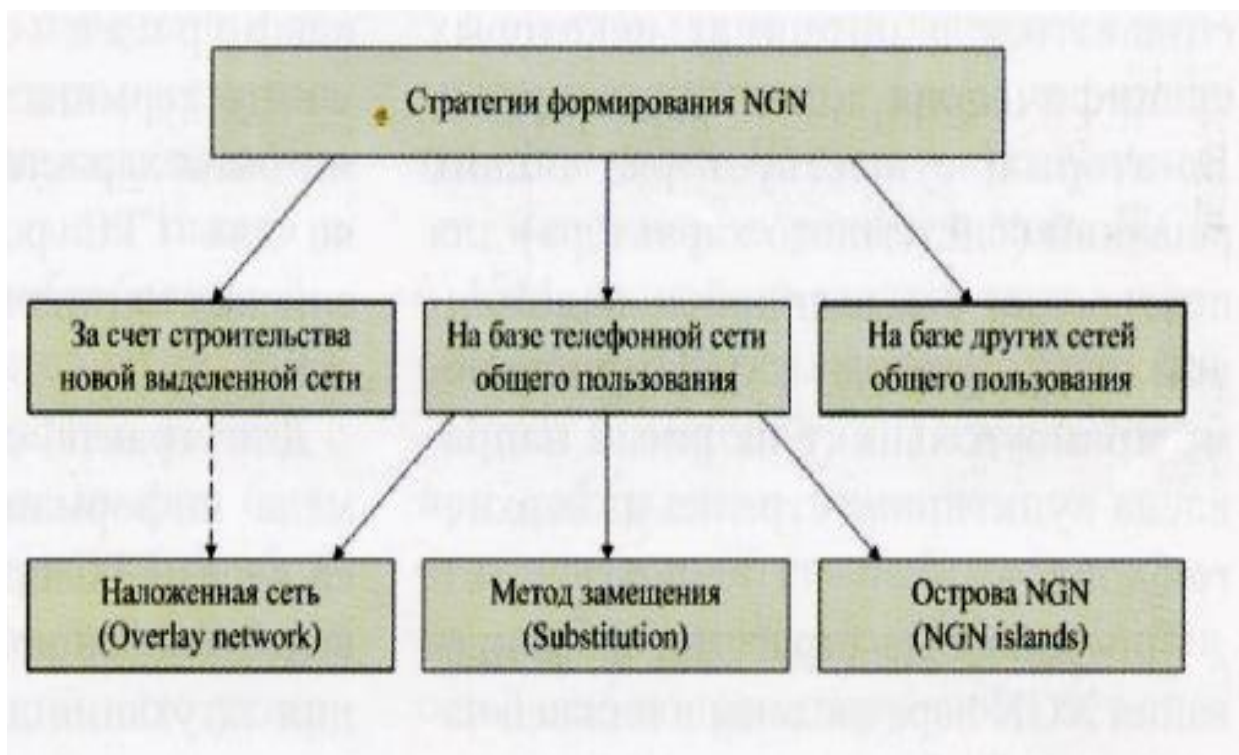 Стратегии формирования NGN
За счет строительства
новой выделенной сети
На базе телефонной сети
общего пользования
На базе других сетей
общего пользования
Наложенная сеть
(Overlay network)
Метод замещения
(Substitution)
Острова NGN
(NGN islands)